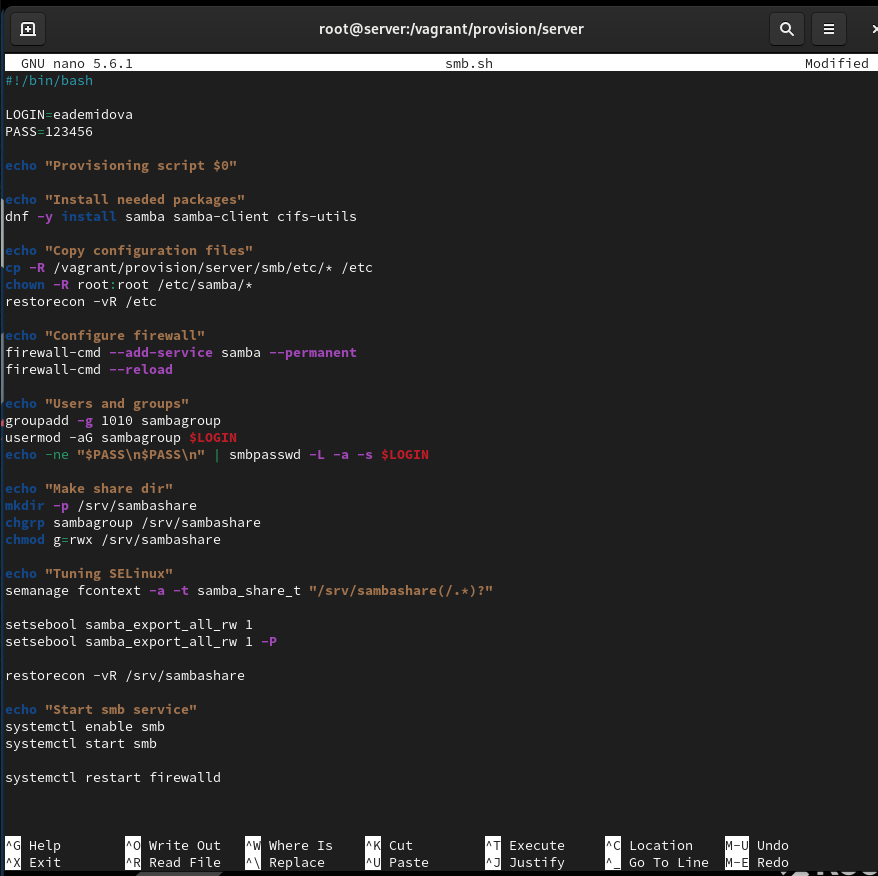 root@server:/vagrant/provision/server
GNU nano 5.6.1 smb.sh Modified
#!/bin/bash
LOGIN=eademidova
PASS=123456
echo "Provisioning script $0"
echo "Install needed packages"
dnf -y install samba samba-client cifs-utils
echo "Copy configuration files"
cp -R /vagrant/provision/server/smb/etc/* /etc
chown -R root:root /etc/samba/*
restorecon -vR /etc
echo "Configure firewall"
firewall-cmd --add-service samba --permanent
firewall-cmd --reload
echo "Users and groups"
groupadd -g 1010 sambagroup
usermod -aG sambagroup $LOGIN
echo -ne "$PASS\n$PASS\n" | smbpasswd -L -a -s $LOGIN
echo "Make share dir"
mkdir -p /srv/sambashare
chgrp sambagroup /srv/sambashare
chmod g=rwx /srv/sambashare
echo "Tuning SELinux"
semanage fcontext -a -t samba_share_t "/srv/sambashare(/.*)?"
setsebool samba_export_all_rw 1
setsebool samba_export_all_rw 1 -P
restorecon -vR /srv/sambashare
echo "Start smb service"
systemctl enable smb
systemctl start smb
systemctl restart firewalld
^G Help ^O Write Out ^W Where Is ^K Cut ^T Execute ^C Location M-U Undo
^X Exit ^R Read File ^\ Replace ^U Paste ^J Justify ^_ Go To Line M-E Redo